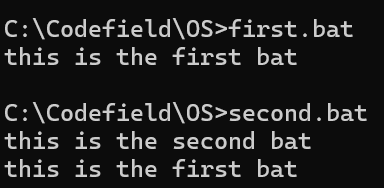 C:\Codefield\OS>first.bat
this is the first bat
C:\Codefield\OS>second.bat
this is the second bat
this is the first bat